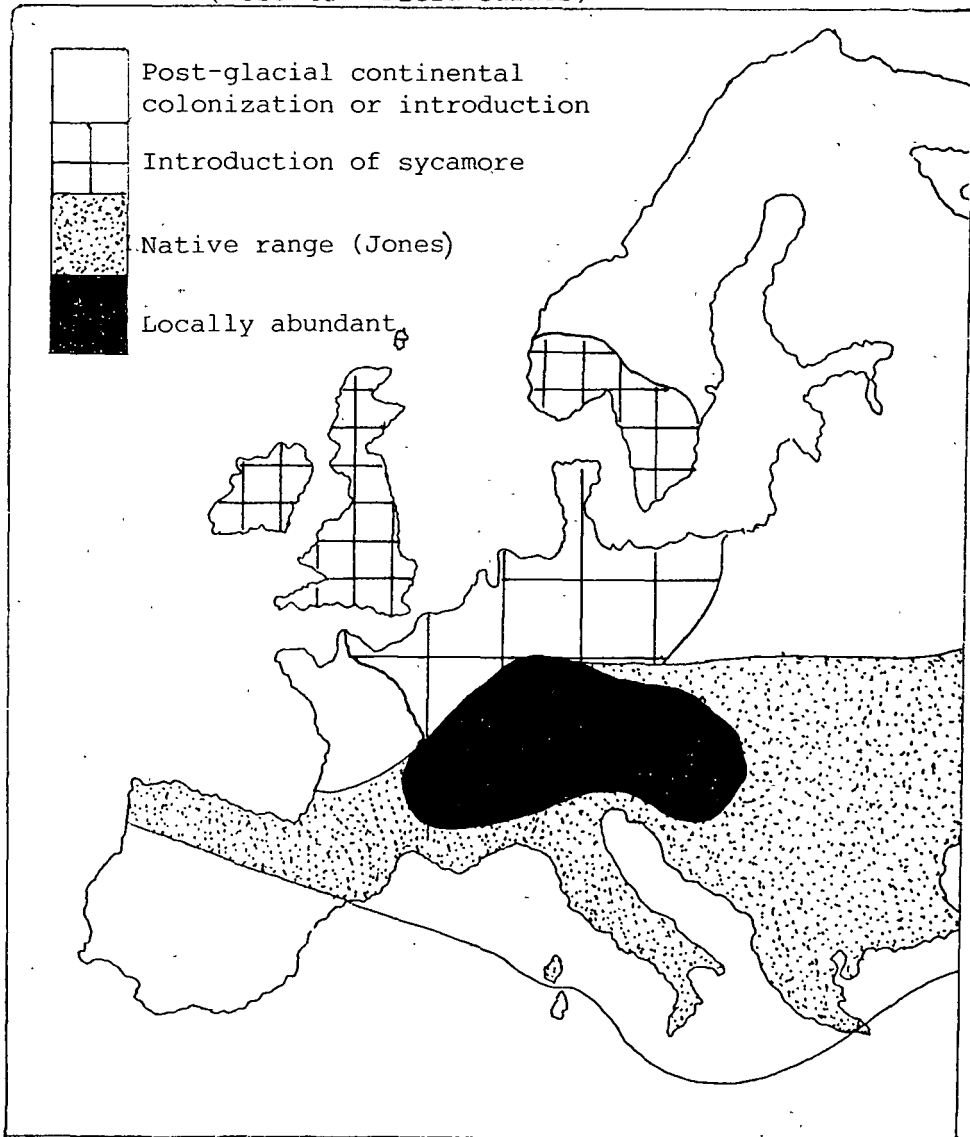 Post-glacial continental
colonization or introduction
Introduction of sycamore
Native range (Jones)
Locally abundant